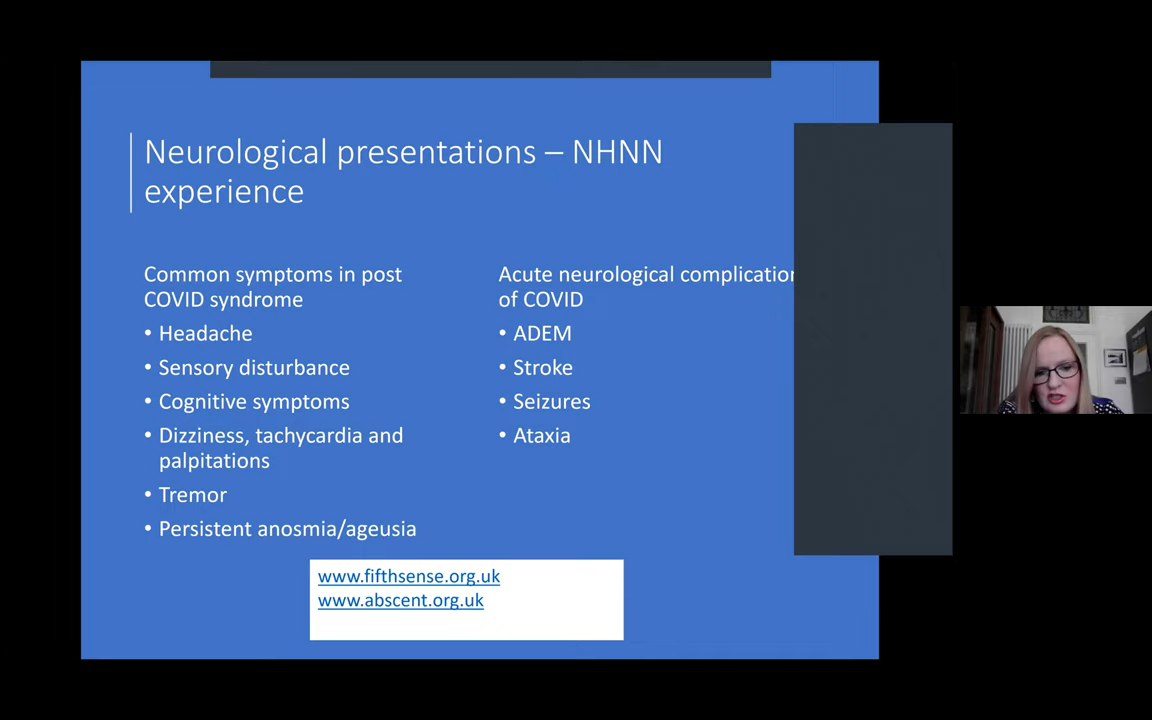 Neurological presentations – NHNN
experience
Common symptoms in post
COVID syndrome
• Headache
• Sensory disturbance
• Cognitive symptoms
• Dizziness, tachycardia and
palpitations
• Tremor
• Persistent anosmia/ageusia
Acute neurological
of COVID
• ADEM
• Stroke
• Seizures
• Ataxia
www.fifthsense.org.uk
www.abscent.org.uk